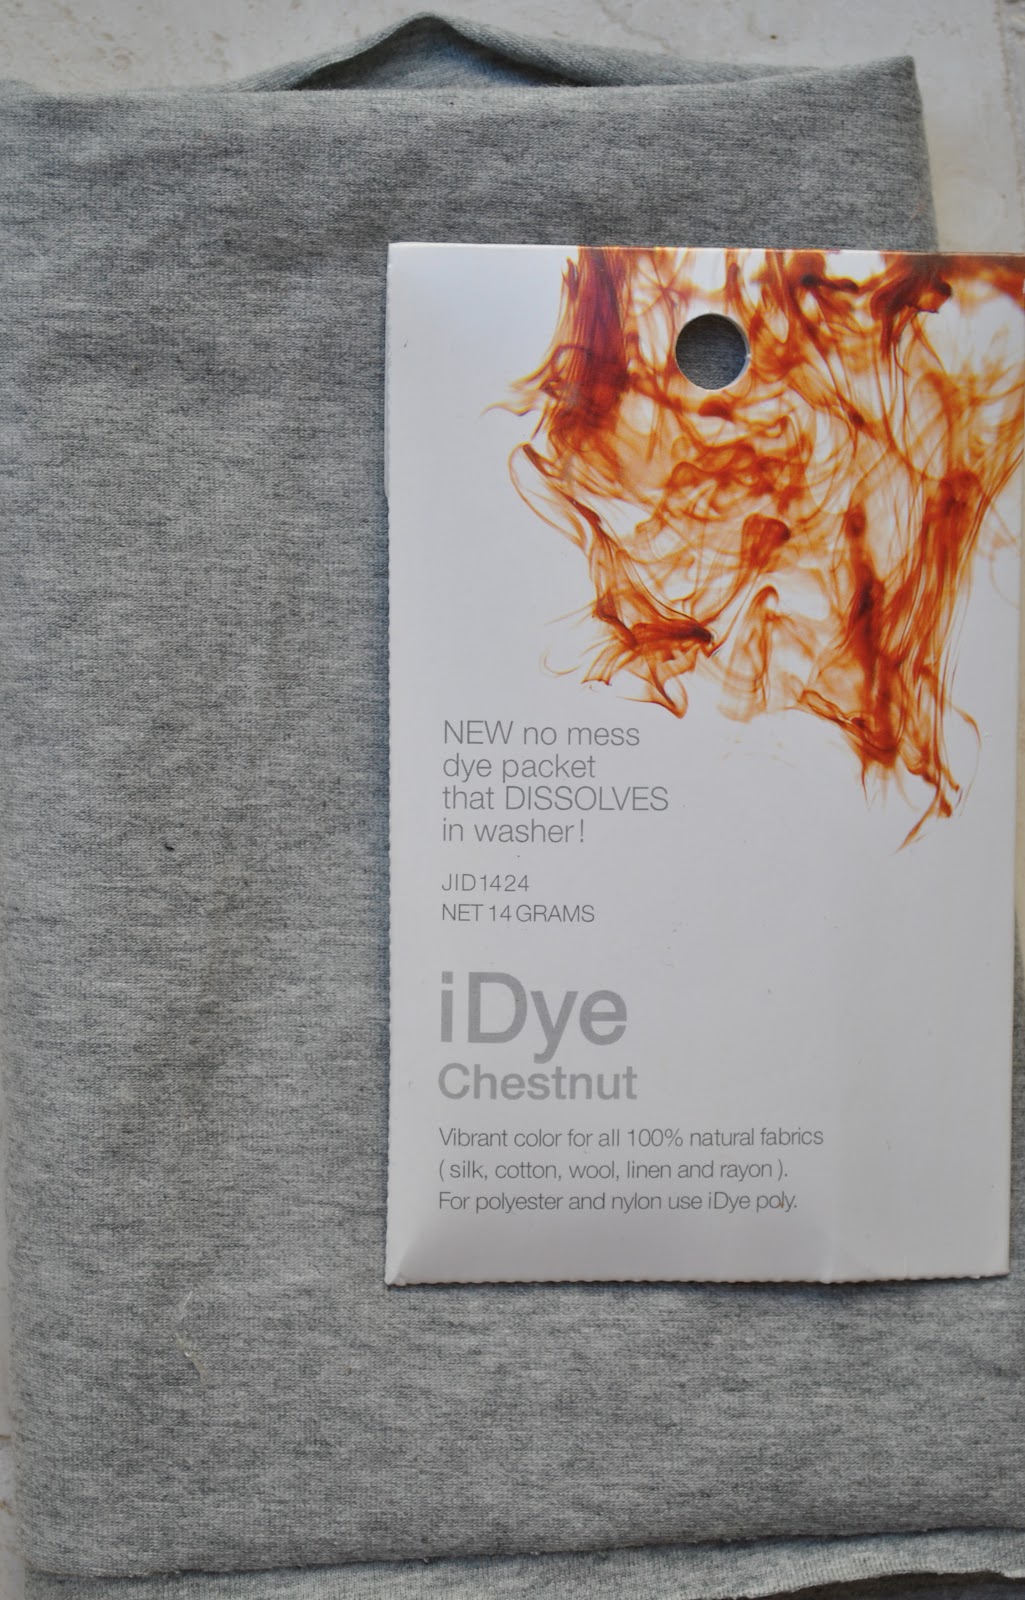 NEW no mess
dye packet
that DISSOLVES
in washer!
JID1424
NET 14 GRAMS
iDye
Chestnut
Vibrant color for all 100% natural fabrics
( silk, cotton, wool, linen and rayon ).
For polyester and nylon use iDye poly.